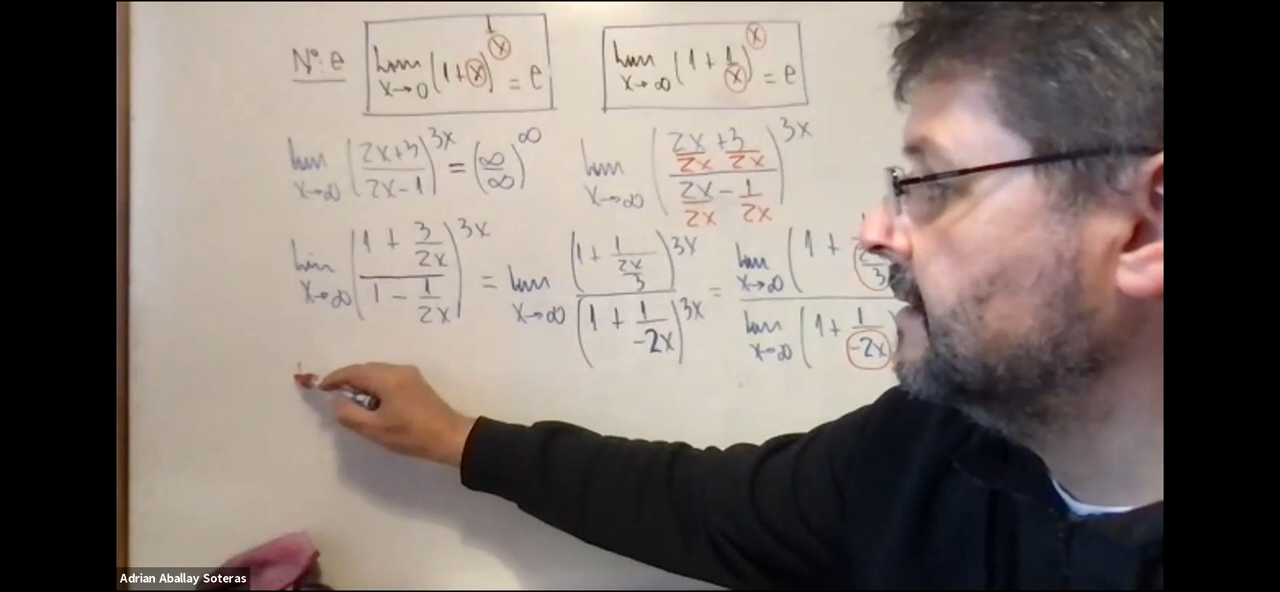 Nº: e lim x→0 (1+x)^(1/x) = e lim x→∞ (1 + 1/x)^x = e
lim x→∞ ((2x+3)/(2x-1))^3x = (∞/∞)^∞ lim x→∞ ((2x/2x + 3/2x)/(2x/2x - 1/2x))^3x
lim x→∞ ((1 + 3/2x)/(1 - 1/2x))^3x = lim x→∞ (1 + 1/(2x/3))^3x / (1 + 1/-2x)^3x = lim x→∞ (1 + / lim x→∞ (1 + 1/-2x)
Adrian Aballay Soteras